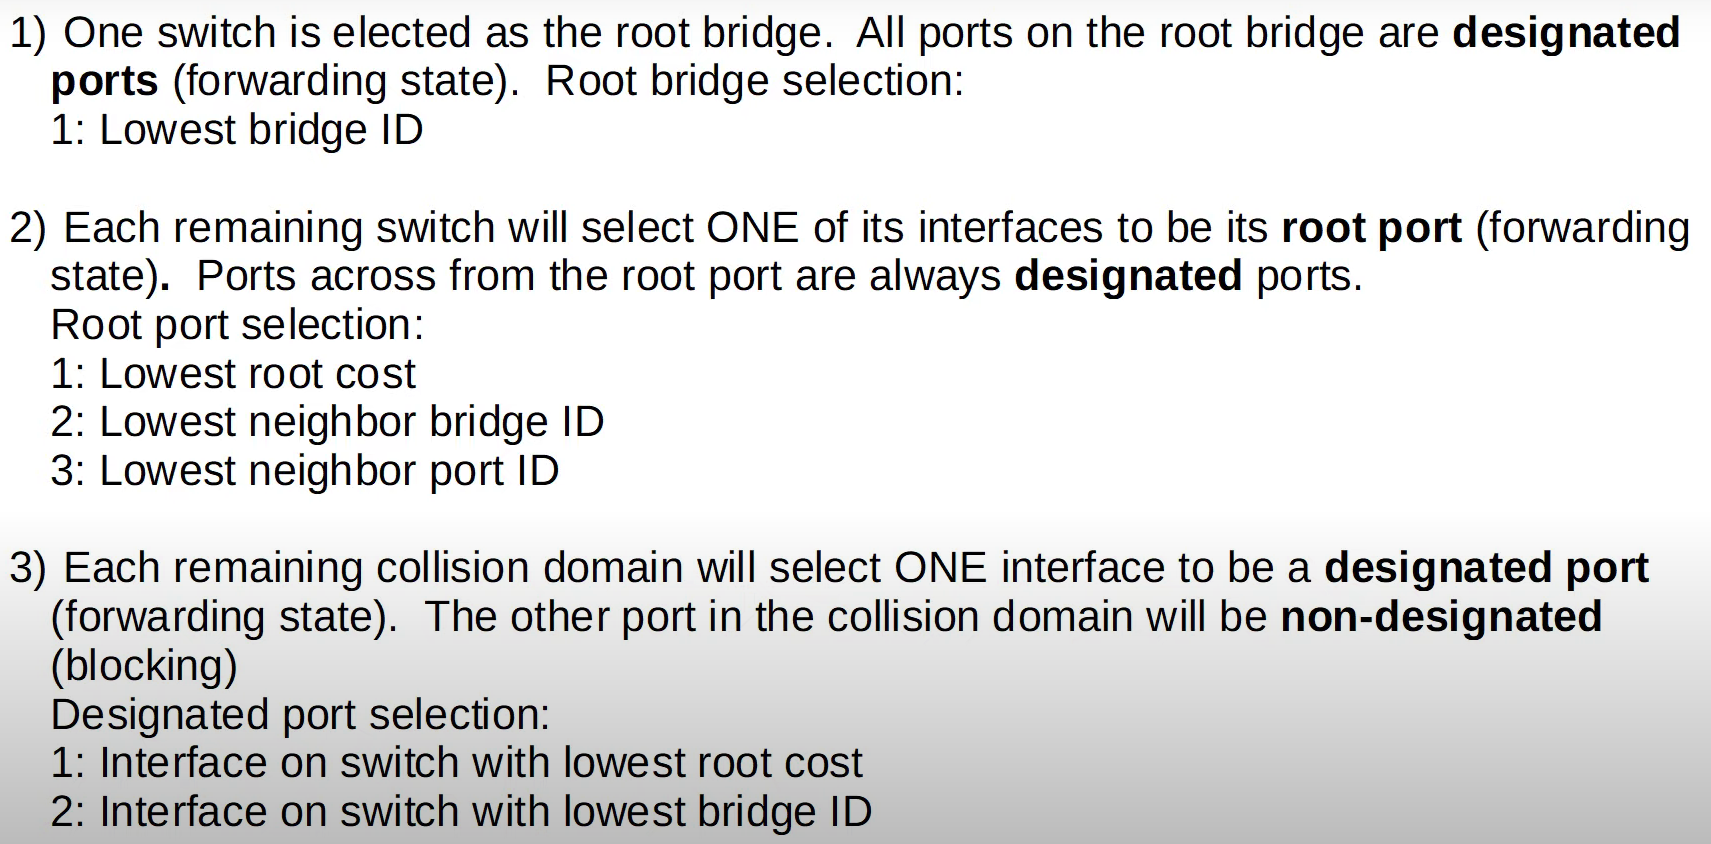 1) One switch is elected as the root bridge.  All ports on the root bridge are designated
ports (forwarding state).  Root bridge selection:
1: Lowest bridge ID
2) Each remaining switch will select ONE of its interfaces to be its root port (forwarding
state).  Ports across from the root port are always designated ports.
Root port selection:
1: Lowest root cost
2: Lowest neighbor bridge ID
3: Lowest neighbor port ID
3) Each remaining collision domain will select ONE interface to be a designated port
(forwarding state).  The other port in the collision domain will be non-designated
(blocking)
Designated port selection:
1: Interface on switch with lowest root cost
2: Interface on switch with lowest bridge ID